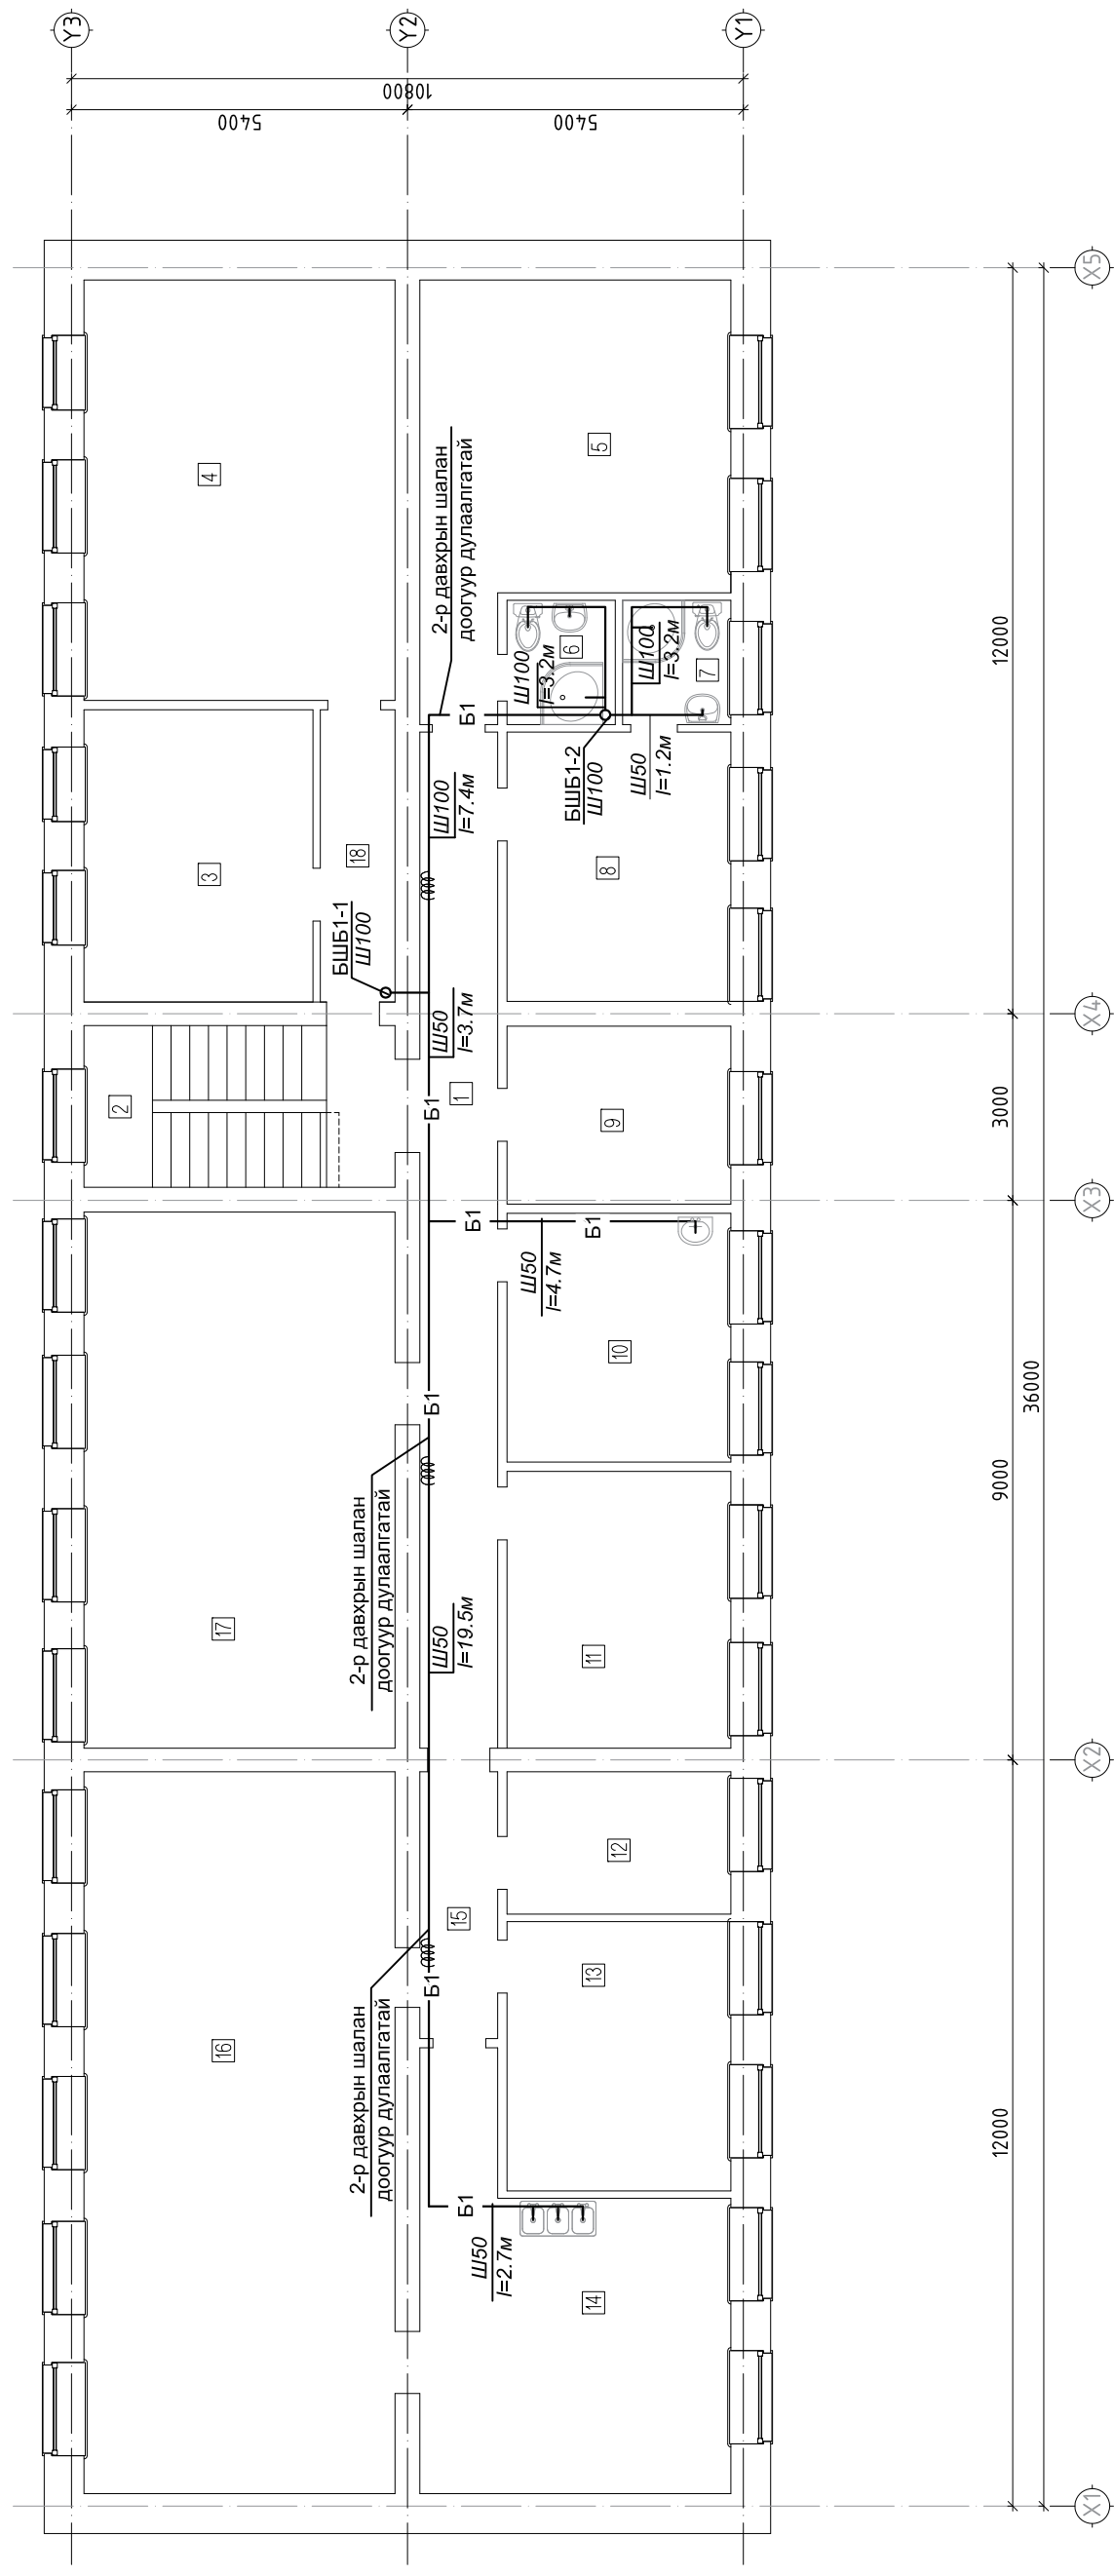 16
17
2
3
4
2-р давхрын шалан
доогуур дулаалгатай
2-р давхрын шалан
доогуур дулаалгатай
БШБ1-1
Ш100
18
2-р давхрын шалан
доогуур дулаалгатай
Б1
Ш50
l=19.5м
Б1
Б1
Ш50
l=3.7м
Ш100
l=7.4м
15
1
Б1
Ш50
l=2.7м
Б1
Ш50
l=4.7м
Б1
Б1
Ш100
l=3.2м
6
БШБ1-2
Ш100
Ш50
l=1.2м
Ш100
l=3.2м
7
5
14
13
12
11
10
9
8
12000
9000
3000
12000
36000
X1
X2
X3
X4
X5
5400
5400
10800
Y3
Y2
Y1